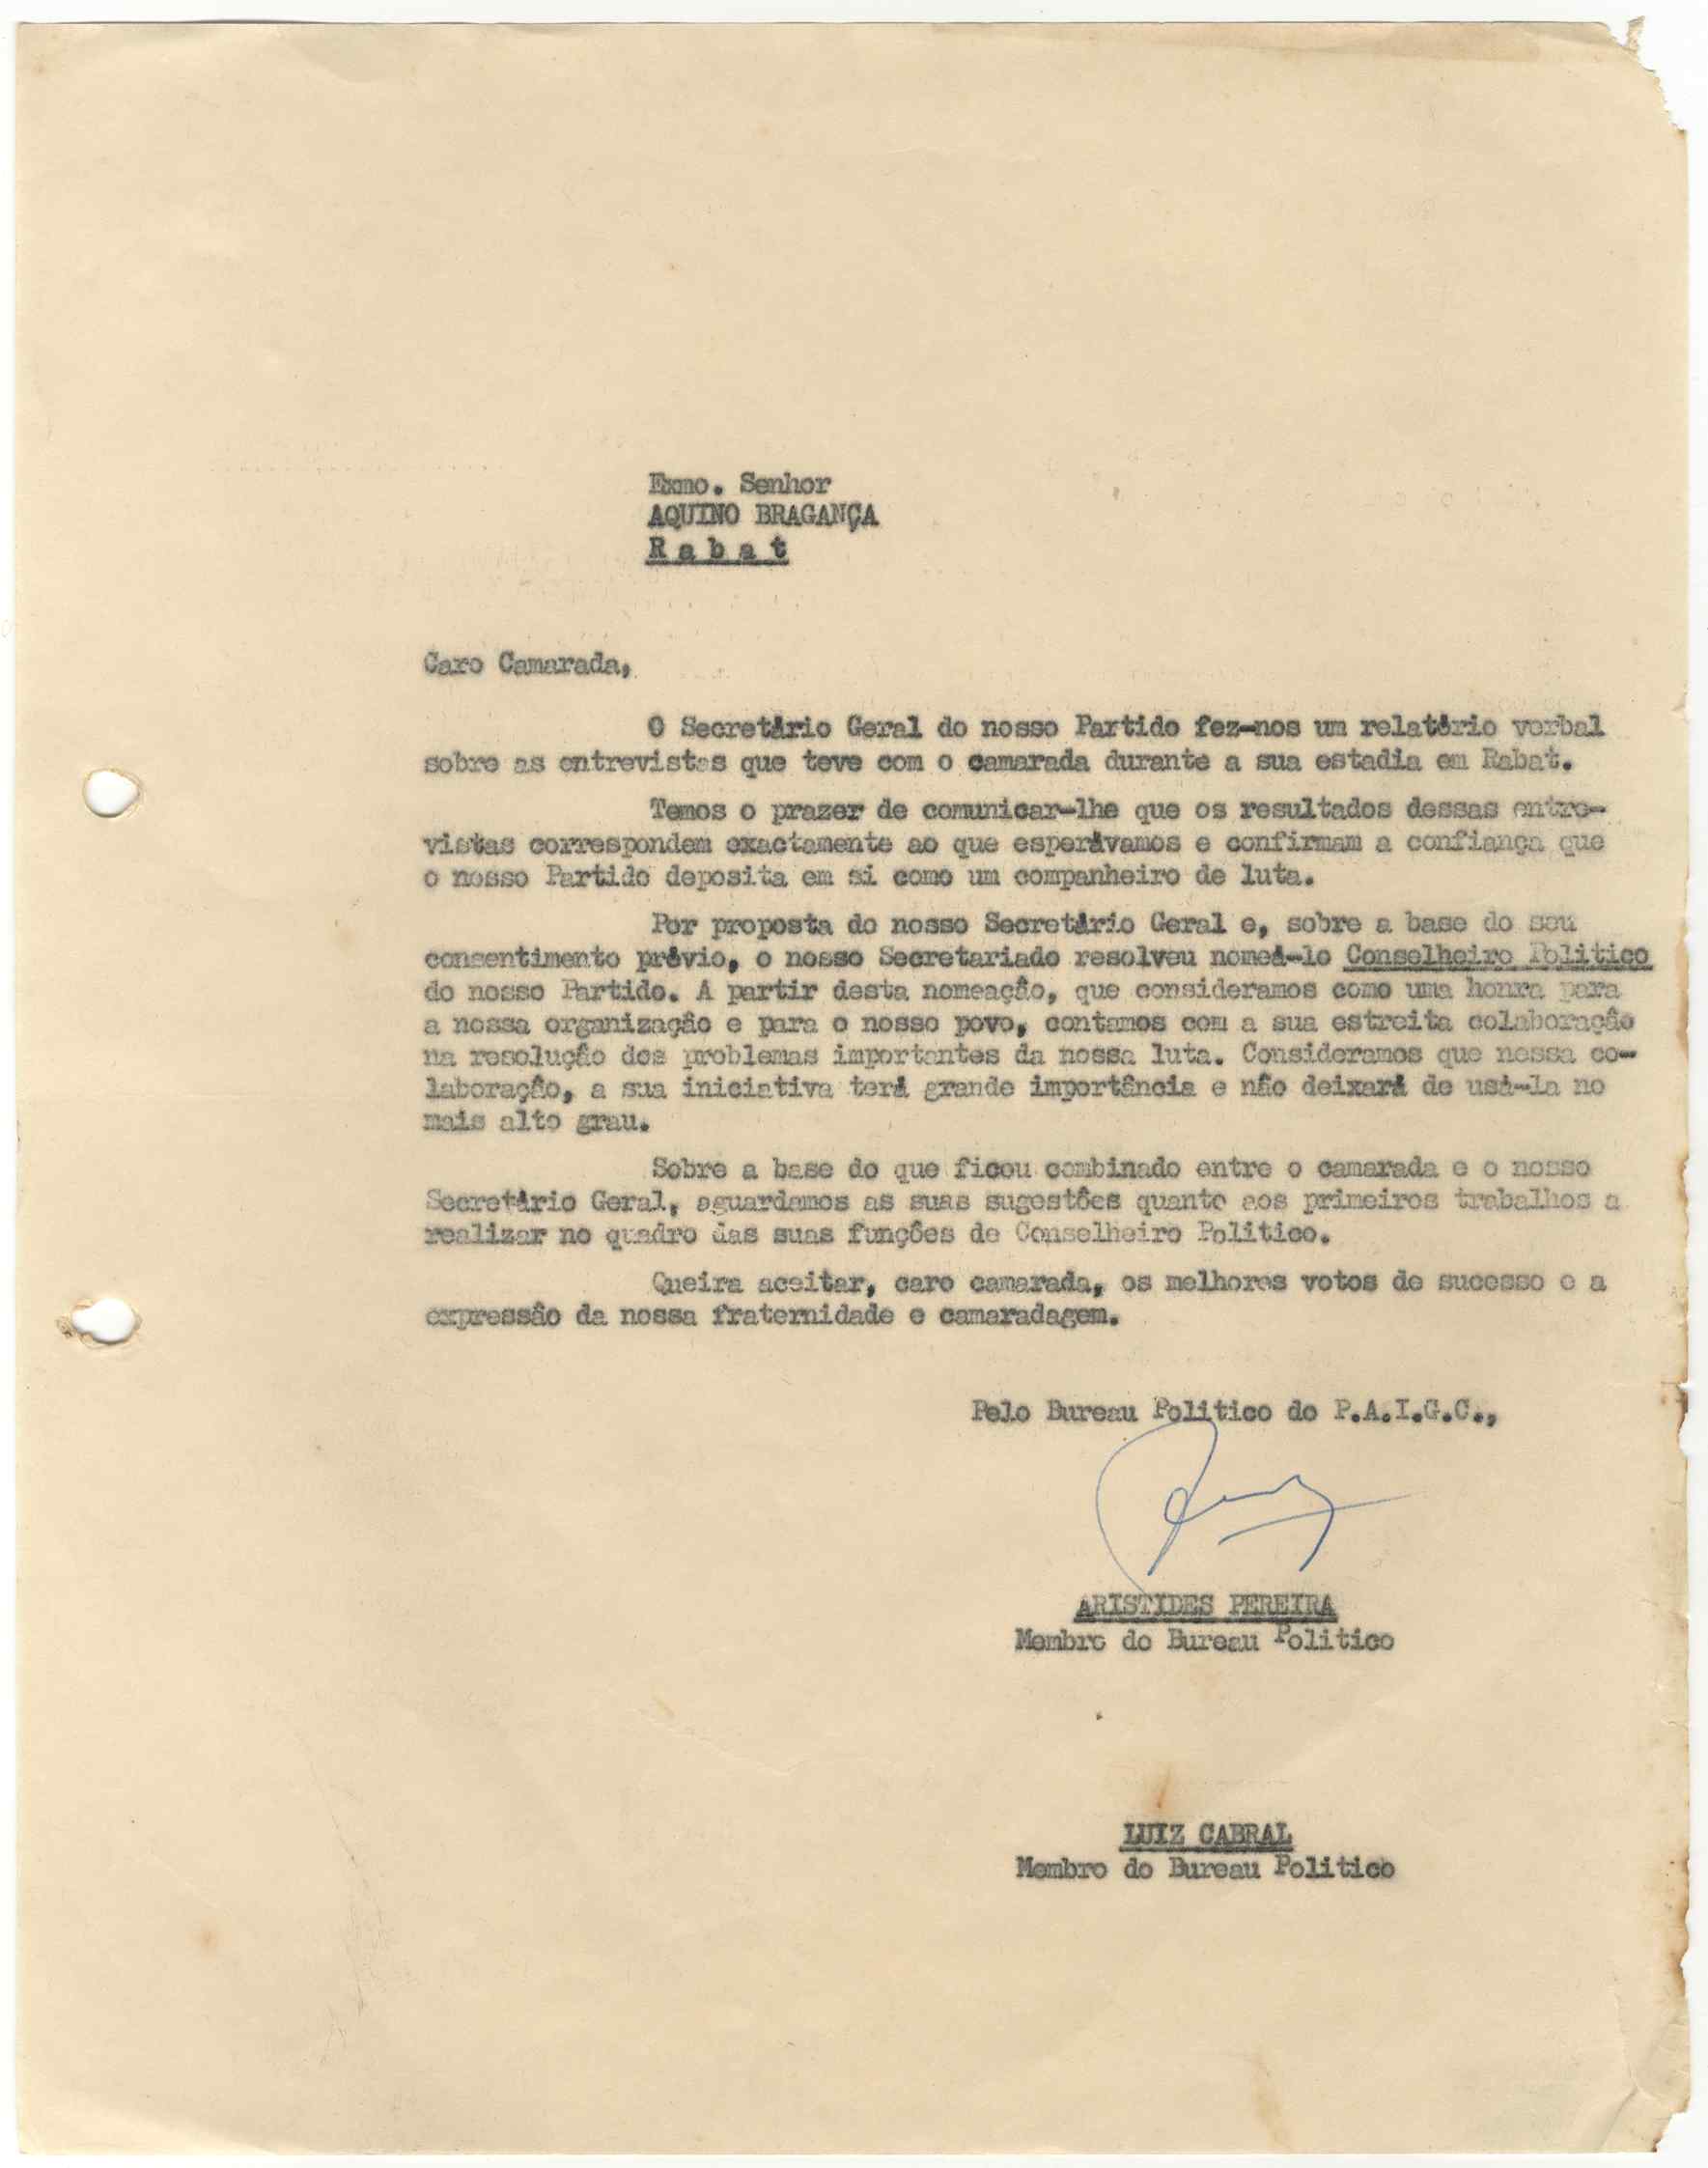 Exmo. Senhor
AQUINO BRAGANÇA
Rabat
Caro Camarada,
O Secretário Geral do nosso Partido fez-nos um relatório verbal
sobre as entrevistas que teve com o camarada durante a sua estadia em Rabat.
Temos o prazer de comunicar-lhe que os resultados dessas entre-
vistas correspondem exactamente ao que esperávamos e confirmam a confiança que
o nosso Partido deposita em si como um companheiro de luta.
Por proposta do nosso Secretário Geral e, sobre a base do seu
consentimento prévio, o nosso Secretariado resolveu nomeá-lo Conselheiro Politico
do nosso Partido. A partir desta nomeação, que consideramos como uma honra para
a nossa organização e para o nosso povo, contamos com a sua estreita colaboração
na resolução dos problemas importantes da nossa luta. Consideramos que nessa co-
laboração, a sua iniciativa terá grande importância e não deixará de usá-la no
mais alto grau.
Sobre a base do que ficou combinado entre o camarada e o nosso
Secretário Geral, aguardamos as suas sugestões quanto aos primeiros trabalhos a
realizar no quadro das suas funções de Conselheiro Politico.
Queira aceitar, caro camarada, os melhores votos de sucesso e a
expressão da nossa fraternidade e camaradagem.
Pelo Bureau Politico do P.A.I.G.C.,
ARISTIDES PEREIRA
Membro do Bureau Politico
LUIZ CABRAL
Membro do Bureau Politico